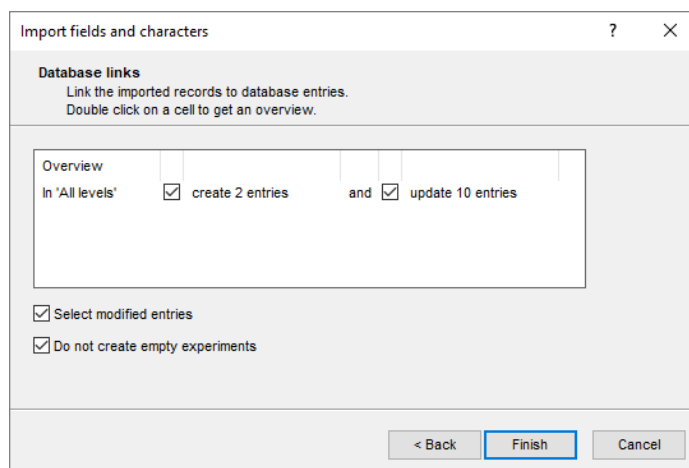 Import fields and characters ?
Database links
Link the imported records to database entries.
Double click on a cell to get an overview.
Overview
In 'All levels' create 2 entries and update 10 entries
Select modified entries
Do not create empty experiments
< Back Finish Cancel